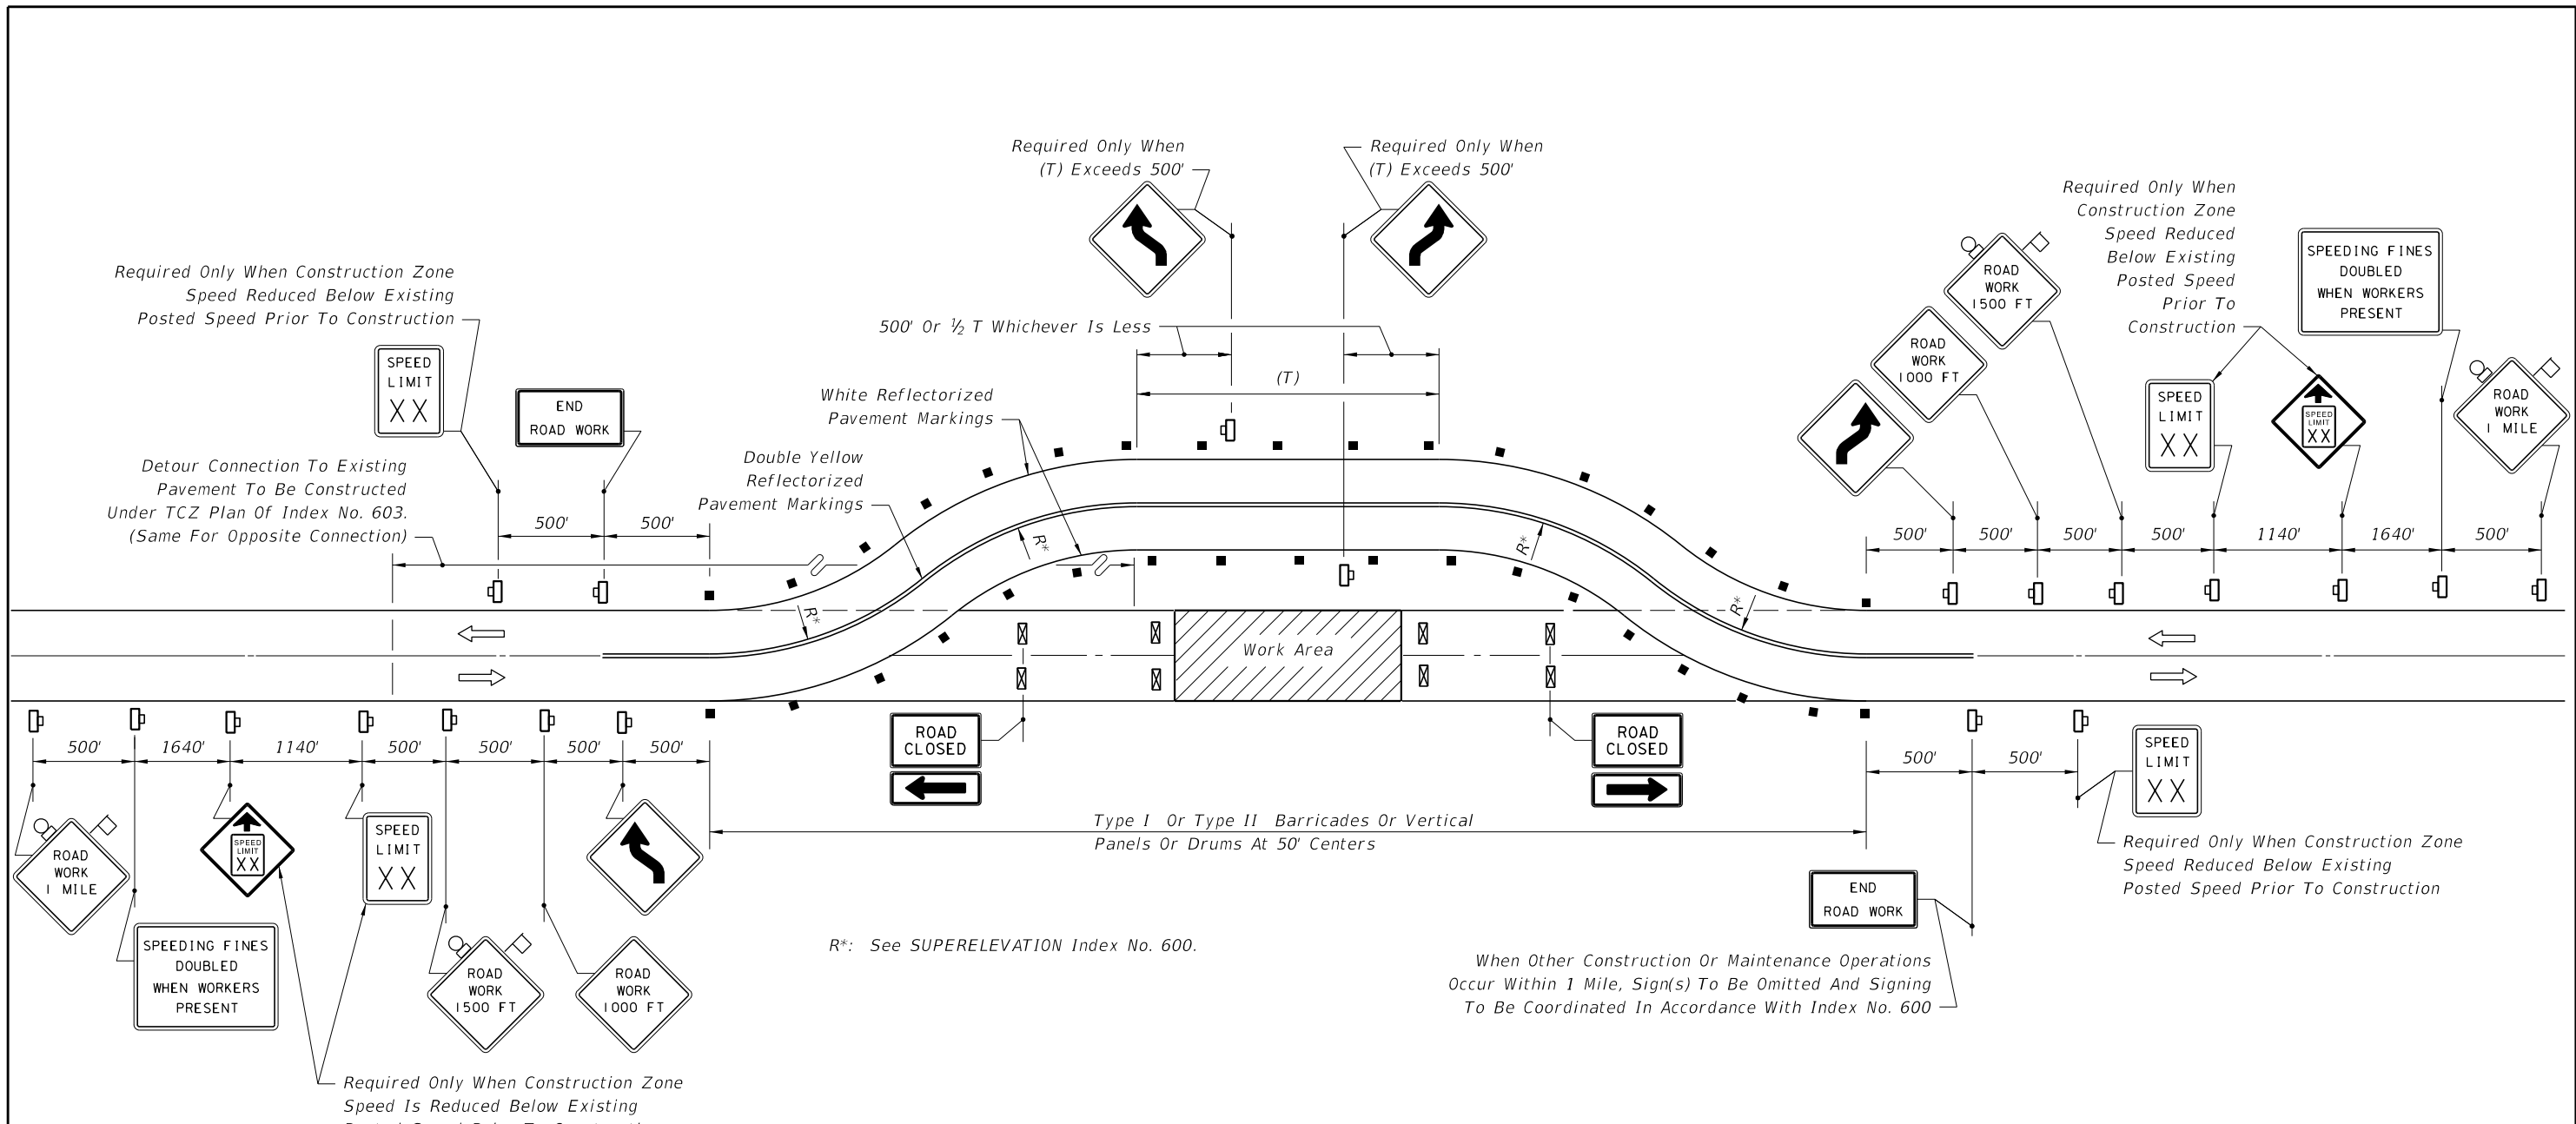 Required Only When
(T) Exceeds 500'
Required Only When
(T) Exceeds 500'
Required Only When
Construction Zone
Speed Reduced
Below Existing
Posted Speed
Prior To
Construction
SPEEDING FINES
DOUBLED
WHEN WORKERS
PRESENT
ROAD
WORK
1500 FT
ROAD
WORK
1000 FT
ROAD
WORK
1 MILE
SPEED
LIMIT
XX
SPEED
LIMIT
XX
Required Only When Construction Zone
Speed Reduced Below Existing
Posted Speed Prior To Construction
SPEED
LIMIT
XX
END
ROAD WORK
500' Or ½ T Whichever Is Less
(T)
White Reflectorized
Pavement Markings
Double Yellow
Reflectorized
Pavement Markings
Detour Connection To Existing
Pavement To Be Constructed
Under TCZ Plan Of Index No. 603.
(Same For Opposite Connection)
500' 500'
500' 500' 500' 500' 1140' 1640' 500'
R*
R*
R*
R*
Work Area
ROAD
CLOSED
ROAD
CLOSED
500' 1640' 1140' 500' 500' 500' 500'
500' 500'
SPEED
LIMIT
XX
Required Only When Construction Zone
Speed Reduced Below Existing
Posted Speed Prior To Construction
Type I Or Type II Barricades Or Vertical
Panels Or Drums At 50' Centers
ROAD
WORK
1 MILE
SPEED
LIMIT
XX
SPEED
LIMIT
XX
SPEEDING FINES
DOUBLED
WHEN WORKERS
PRESENT
ROAD
WORK
1500 FT
ROAD
WORK
1000 FT
R*: See SUPERELEVATION Index No. 600.
END
ROAD WORK
When Other Construction Or Maintenance Operations
Occur Within 1 Mile, Sign(s) To Be Omitted And Signing
To Be Coordinated In Accordance With Index No. 600
Required Only When Construction Zone
Speed Is Reduced Below Existing